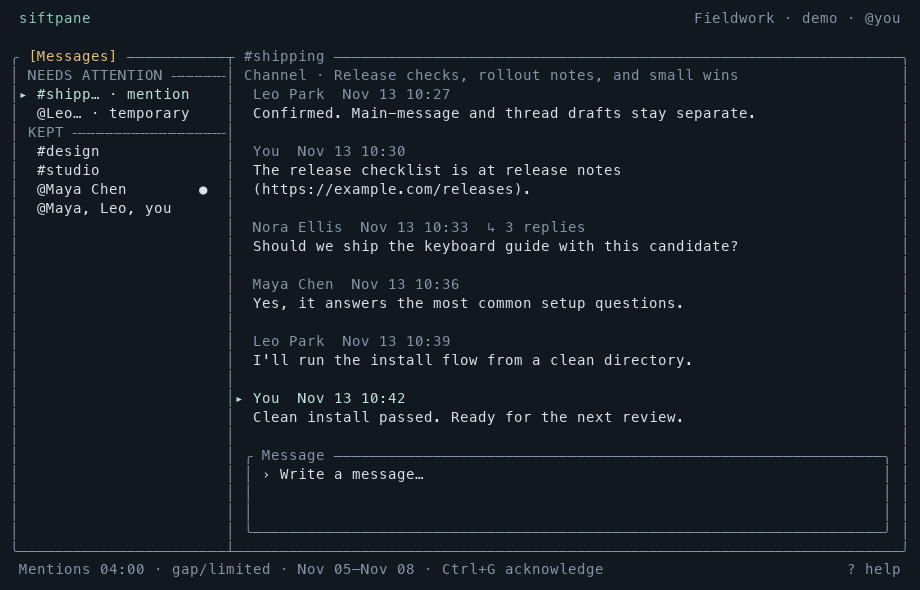 siftpane
Fieldwork · demo · @you
[Messages]
NEEDS ATTENTION
▸ #shipp… · mention
@Leo… · temporary
KEPT
#design
#studio
@Maya Chen ●
@Maya, Leo, you
#shipping
Channel · Release checks, rollout notes, and small wins
Leo Park Nov 13 10:27
Confirmed. Main-message and thread drafts stay separate.
You Nov 13 10:30
The release checklist is at release notes
(https://example.com/releases).
Nora Ellis Nov 13 10:33 ↳ 3 replies
Should we ship the keyboard guide with this candidate?
Maya Chen Nov 13 10:36
Yes, it answers the most common setup questions.
Leo Park Nov 13 10:39
I'll run the install flow from a clean directory.
▸ You Nov 13 10:42
Clean install passed. Ready for the next review.
Message
› Write a message…
Mentions 04:00 · gap/limited · Nov 05–Nov 08 · Ctrl+G acknowledge
? help